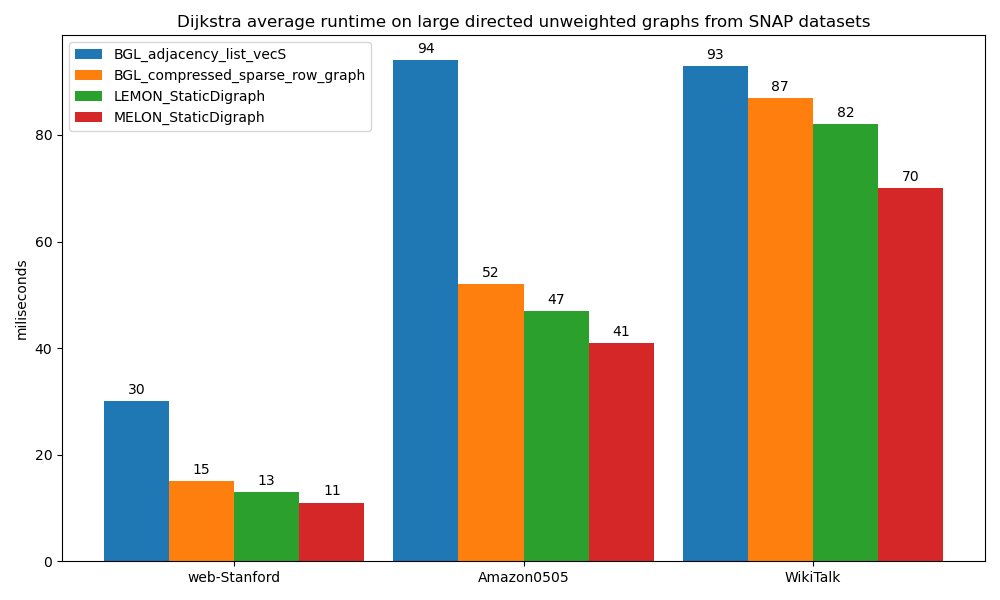 Dijkstra average runtime on large directed unweighted graphs from SNAP datasets
BGL_adjacency_list_vecS
BGL_compressed_sparse_row_graph
LEMON_StaticDigraph
MELON_StaticDigraph
miliseconds
80
60
40
20
0
30
15
13
11
94
52
47
41
93
87
82
70
web-Stanford
Amazon0505
WikiTalk